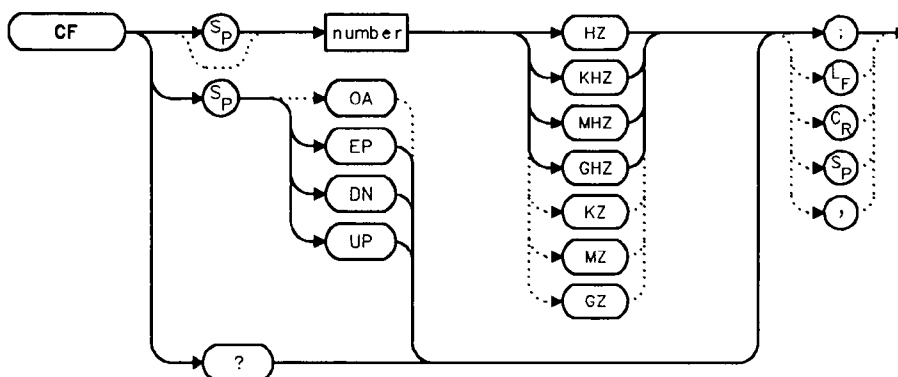 CF
SP
number
HZ
;
KHZ
LF
SP
OA
MHZ
CR
EP
GHZ
SP
DN
KZ
,
UP
MZ
GZ
?